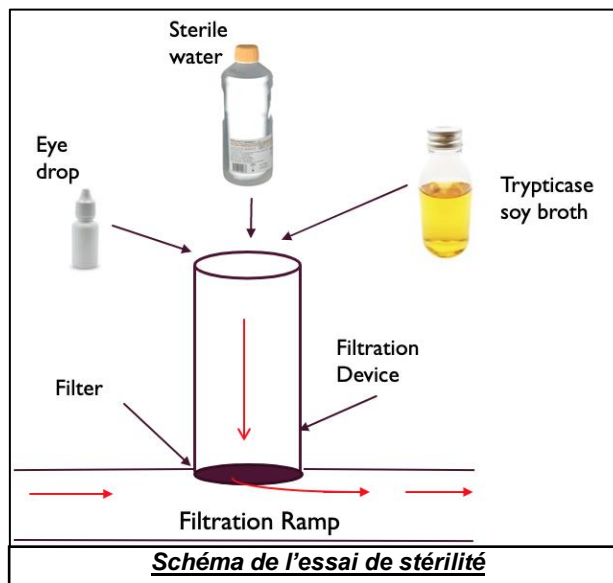 Sterile
water
Eye
drop
Trypticase
soy broth
Filtration
Device
Filter
Filtration Ramp
Schéma de l'essai de stérilité